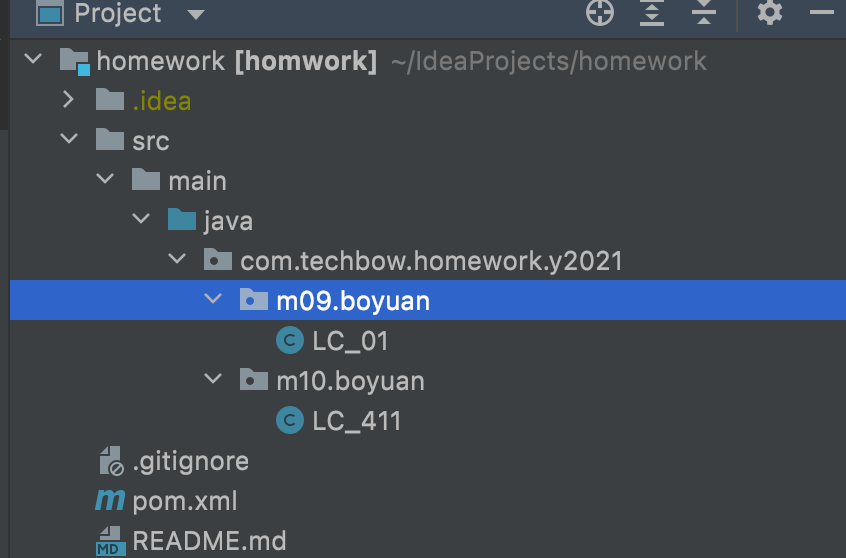 Project
homework [homwork] ~/IdeaProjects/homework
.idea
src
main
java
com.techbow.homework.y2021
m09.boyuan
C LC_01
m10.boyuan
C LC_411
.gitignore
m pom.xml
MD README.md